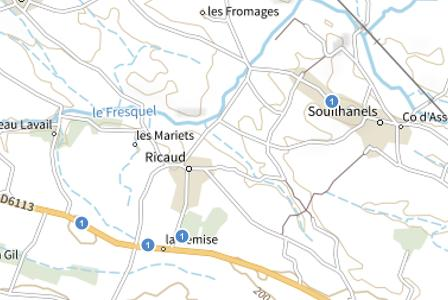 les Fromages
1
Souilhanels
le Fresquel
eau Lavail
Co d'Ass
les Mariets
Ricaud
D6113
1
1
1
la Remise
Gil
200